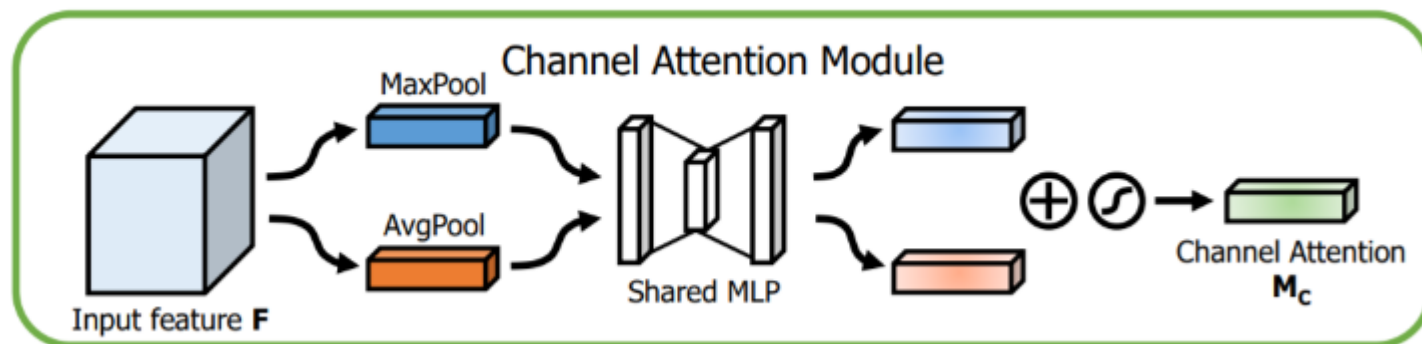 Channel Attention Module
MaxPool
AvgPool
Shared MLP
Input feature F
Channel Attention
Mc